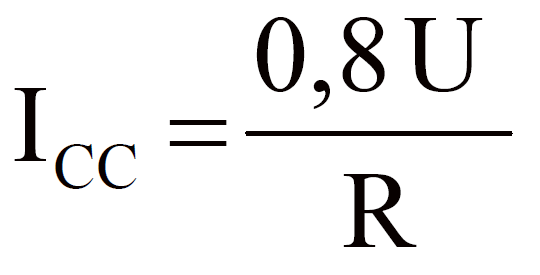 I_CC = 0,8 U / R